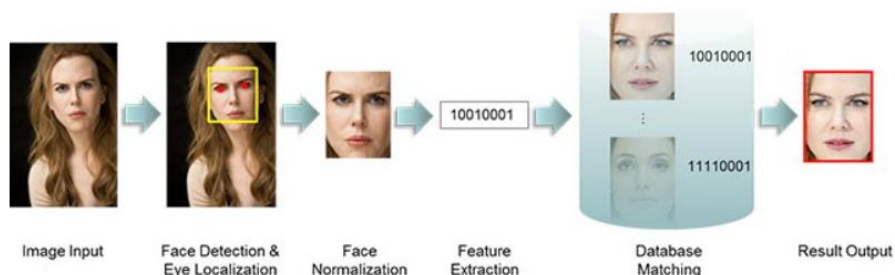 10010001
10010001
⋮
11110001
Image Input
Face Detection &
Eye Localization
Face
Normalization
Feature
Extraction
Database
Matching
Result Output